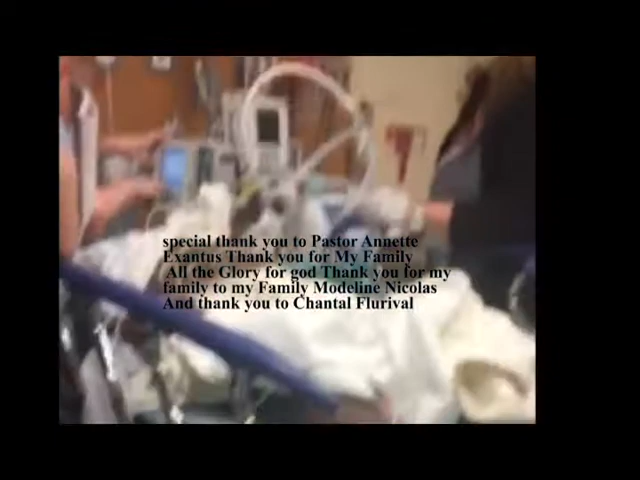 special thank you to Pastor Annette
Exantus Thank you for My Family
All the Glory for god Thank you for my
family to my Family Modeline Nicolas
And thank you to Chantal Flurival